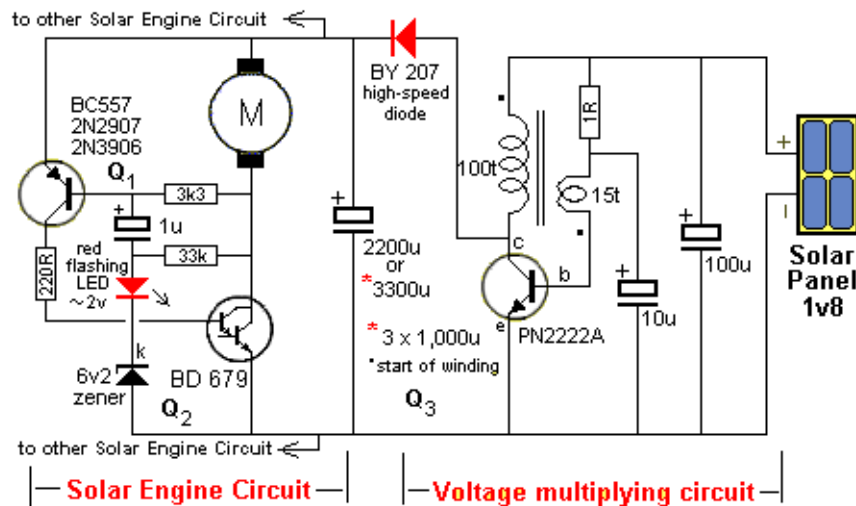 to other Solar Engine Circuit
BY 207
high-speed
diode
BC557
2N2907
2N3906
Q1
M
3k3
+
1u
33k
220R
red
flashing
LED
~2v
k
6v2
zener
BD 679
Q2
+
2200u
or
*3300u
*3 x 1,000u
•start of winding
Q3
100t
1R
15t
c
b
e
PN2222A
+
10u
+
100u
+
-
Solar
Panel
1v8
to other Solar Engine Circuit
Solar Engine Circuit
Voltage multiplying circuit